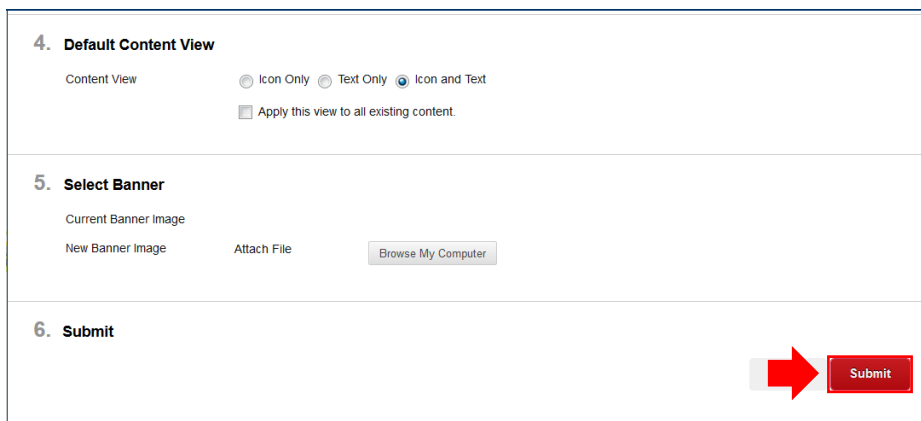 4. Default Content View
Content View Icon Only Text Only Icon and Text
Apply this view to all existing content.
5. Select Banner
Current Banner Image
New Banner Image Attach File Browse My Computer
6. Submit
Submit